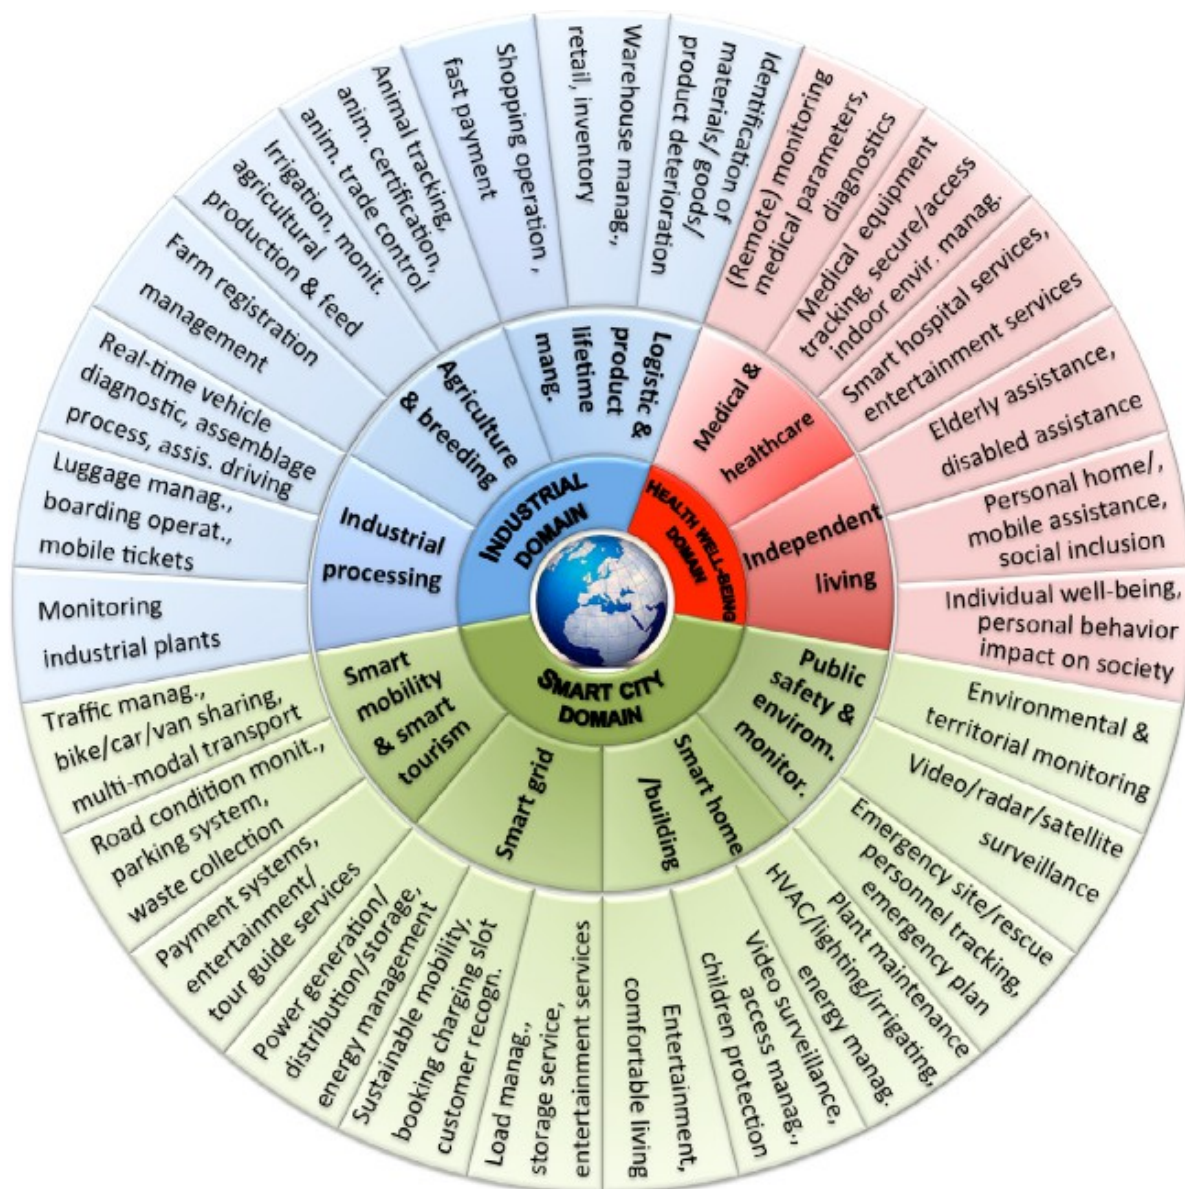 INDUSTRIAL
DOMAIN
HEALTH WELL-BEING
DOMAIN
SMART CITY
DOMAIN
Logistic &
product
lifetime
mang.
Agriculture
& breeding
Industrial
processing
Medical &
healthcare
Independent
living
Public
safety &
environ.
monitor.
Smart home
/building
Smart grid
Smart
mobility
& smart
tourism
Identification of
materials/ goods/
product deterioration
Warehouse manag.,
retail, inventory
Shopping operation ,
fast payment
Animal tracking,
anim. certification,
anim. trade control
Irrigation, monit.
agricultural
production & feed
Farm registration
management
Real-time vehicle
diagnostic, assemblage
process, assis. driving
Luggage manag.,
boarding operat.,
mobile tickets
Monitoring
industrial plants
(Remote) monitoring
medical parameters,
diagnostics
Medical equipment
tracking, secure/access
indoor envir. manag.
Smart hospital services,
entertainment services
Elderly assistance,
disabled assistance
Personal home/,
mobile assistance,
social inclusion
Individual well-being,
personal behavior
impact on society
Environmental &
territorial monitoring
Video/radar/satellite
surveillance
Emergency site/rescue
personnel tracking,
emergency plan
Plant maintenance
HVAC/lighting/irrigating,
energy manag.
Video surveillance,
access manag.,
children protection
Entertainment,
comfortable living
Load manag.,
storage service,
entertainment services
Sustainable mobility,
booking charging slot
customer recogn.
Power generation/
distribution/storage,
energy management
Payment systems,
entertainment/
tour guide services
Road condition monit.,
parking system,
waste collection
Traffic manag.,
bike/car/van sharing,
multi-modal transport